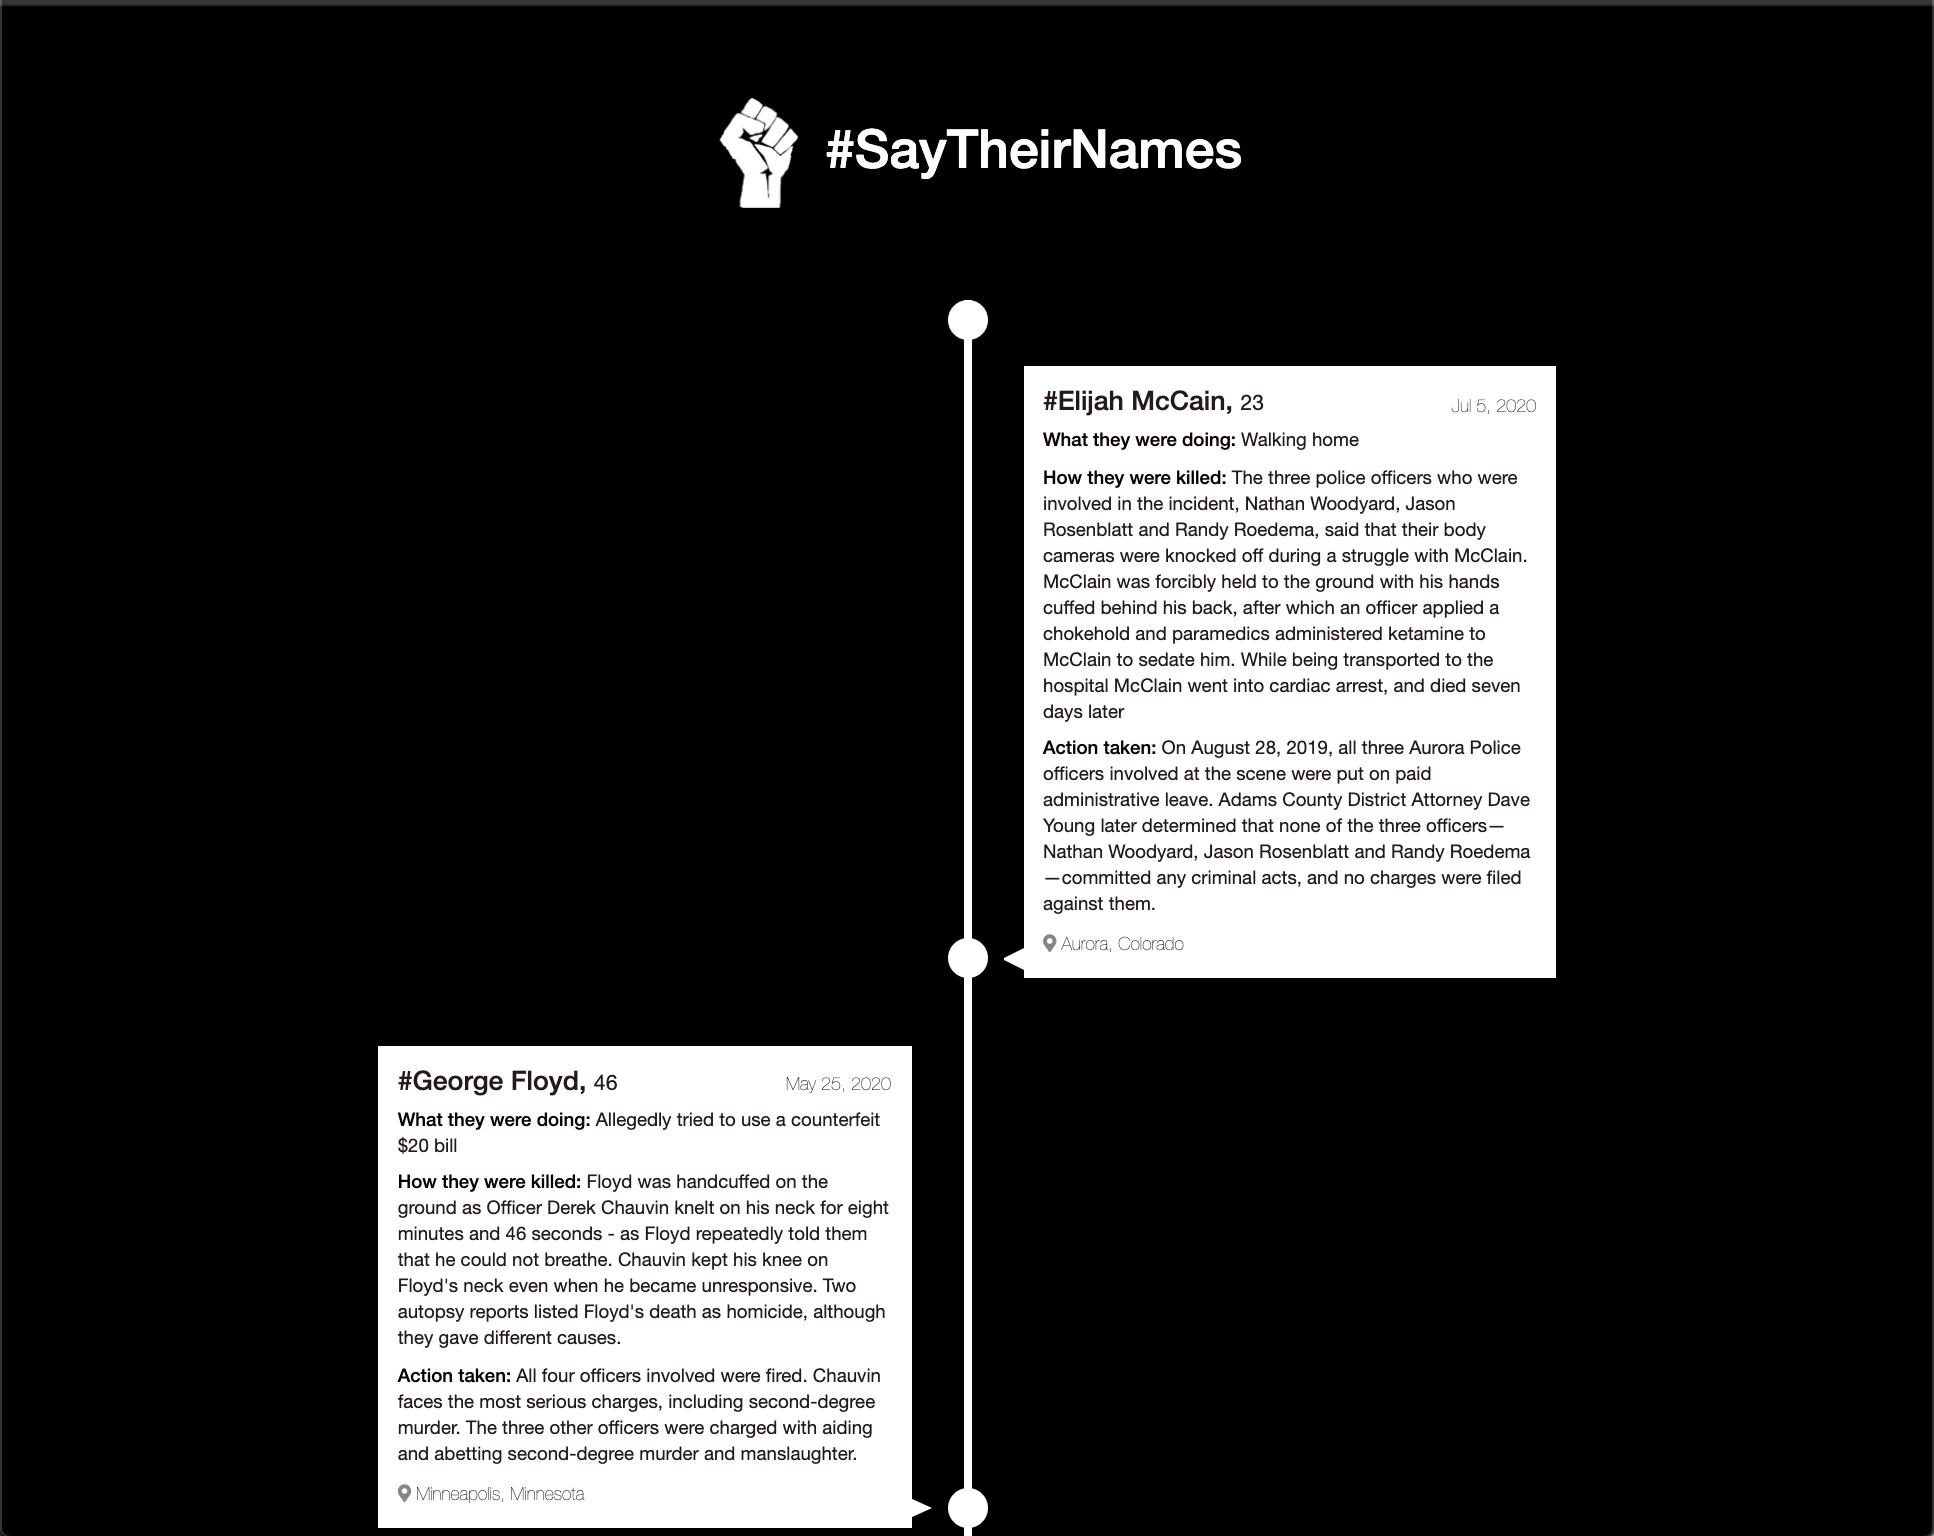 #SayTheirNames
#Elijah McCain, 23
Jul 5, 2020
What they were doing: Walking home
How they were killed: The three police officers who were
involved in the incident, Nathan Woodyard, Jason
Rosenblatt and Randy Roedema, said that their body
cameras were knocked off during a struggle with McClain.
McClain was forcibly held to the ground with his hands
cuffed behind his back, after which an officer applied a
chokehold and paramedics administered ketamine to
McClain to sedate him. While being transported to the
hospital McClain went into cardiac arrest, and died seven
days later
Action taken: On August 28, 2019, all three Aurora Police
officers involved at the scene were put on paid
administrative leave. Adams County District Attorney Dave
Young later determined that none of the three officers—
Nathan Woodyard, Jason Rosenblatt and Randy Roedema
—committed any criminal acts, and no charges were filed
against them.
Aurora, Colorado
#George Floyd, 46
May 25, 2020
What they were doing: Allegedly tried to use a counterfeit
$20 bill
How they were killed: Floyd was handcuffed on the
ground as Officer Derek Chauvin knelt on his neck for eight
minutes and 46 seconds - as Floyd repeatedly told them
that he could not breathe. Chauvin kept his knee on
Floyd's neck even when he became unresponsive. Two
autopsy reports listed Floyd's death as homicide, although
they gave different causes.
Action taken: All four officers involved were fired. Chauvin
faces the most serious charges, including second-degree
murder. The three other officers were charged with aiding
and abetting second-degree murder and manslaughter.
Minneapolis, Minnesota